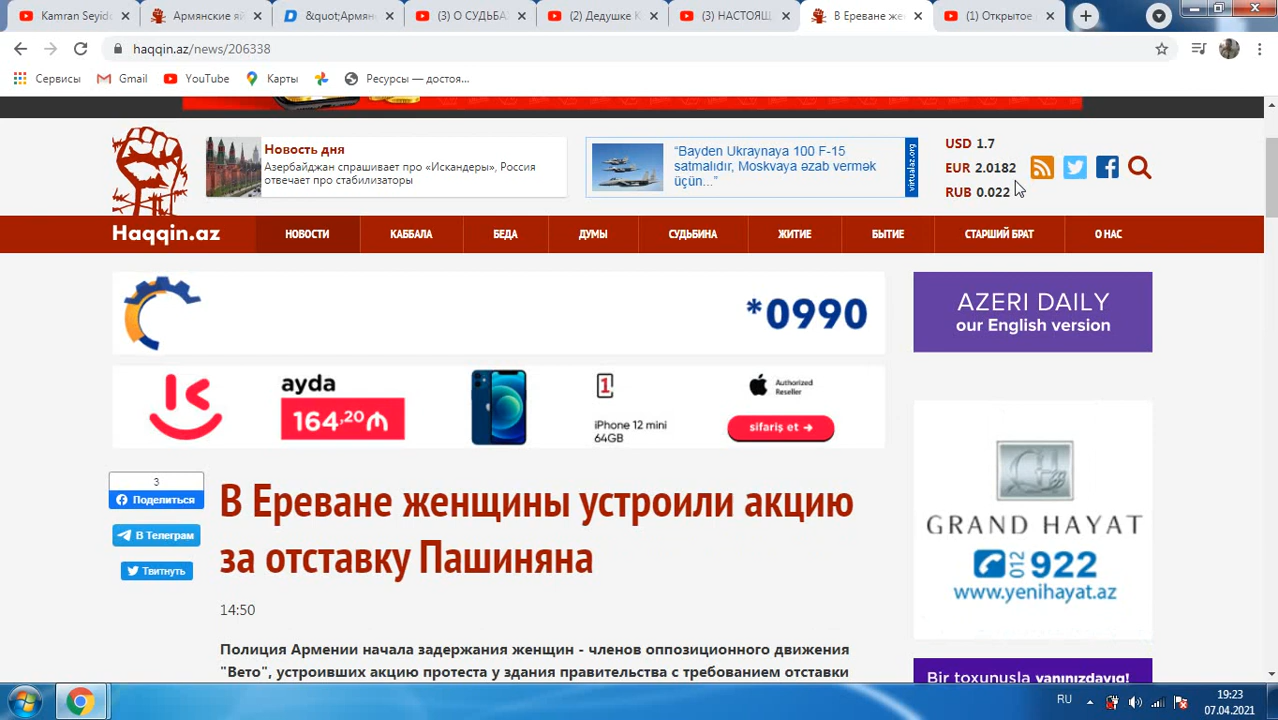 Kamran Seyid
Армянские яй
&quot;Армян
(3) О СУДЬБА
(2) Дедушке К
(3) НАСТОЯЩ
В Ереване же
(1) Открытое
haqqin.az/news/206338
Сервисы
Gmail
YouTube
Карты
Ресурсы — достоя...
Новость дня
Азербайджан спрашивает про «Искандеры», Россия
отвечает про стабилизаторы
“Bayden Ukraynaya 100 F-15
satmalıdır, Moskvaya əzab vermək
üçün...”
virtualaz.org
USD 1.7
EUR 2.0182
RUB 0.022
Haqqin.az
НОВОСТИ
КАББАЛА
БЕДА
ДУМЫ
СУДЬБИНА
ЖИТИЕ
БЫТИЕ
СТАРШИЙ БРАТ
О НАС
*0990
AZERI DAILY
our English version
ayda
164,20 ₼
1
iPhone 12 mini
64GB
Authorized
Reseller
sifariş et →
GRAND HAYAT
012 922
www.yenihayat.az
3
Поделиться
В Телеграм
Твитнуть
В Ереване женщины устроили акцию
за отставку Пашиняна
14:50
Полиция Армении начала задержания женщин - членов оппозиционного движения
"Вето", устроивших акцию протеста у здания правительства с требованием отставки
Bir toxunuşla yanınızdayıq!
RU
19:23
07.04.2021